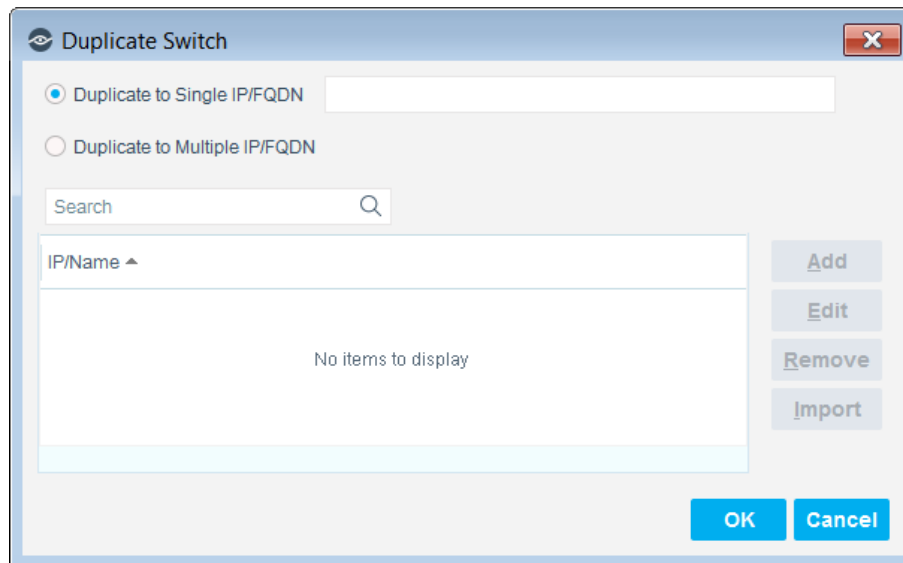 Duplicate Switch
Duplicate to Single IP/FQDN
Duplicate to Multiple IP/FQDN
Search
IP/Name
Add
Edit
No items to display
Remove
Import
OK Cancel